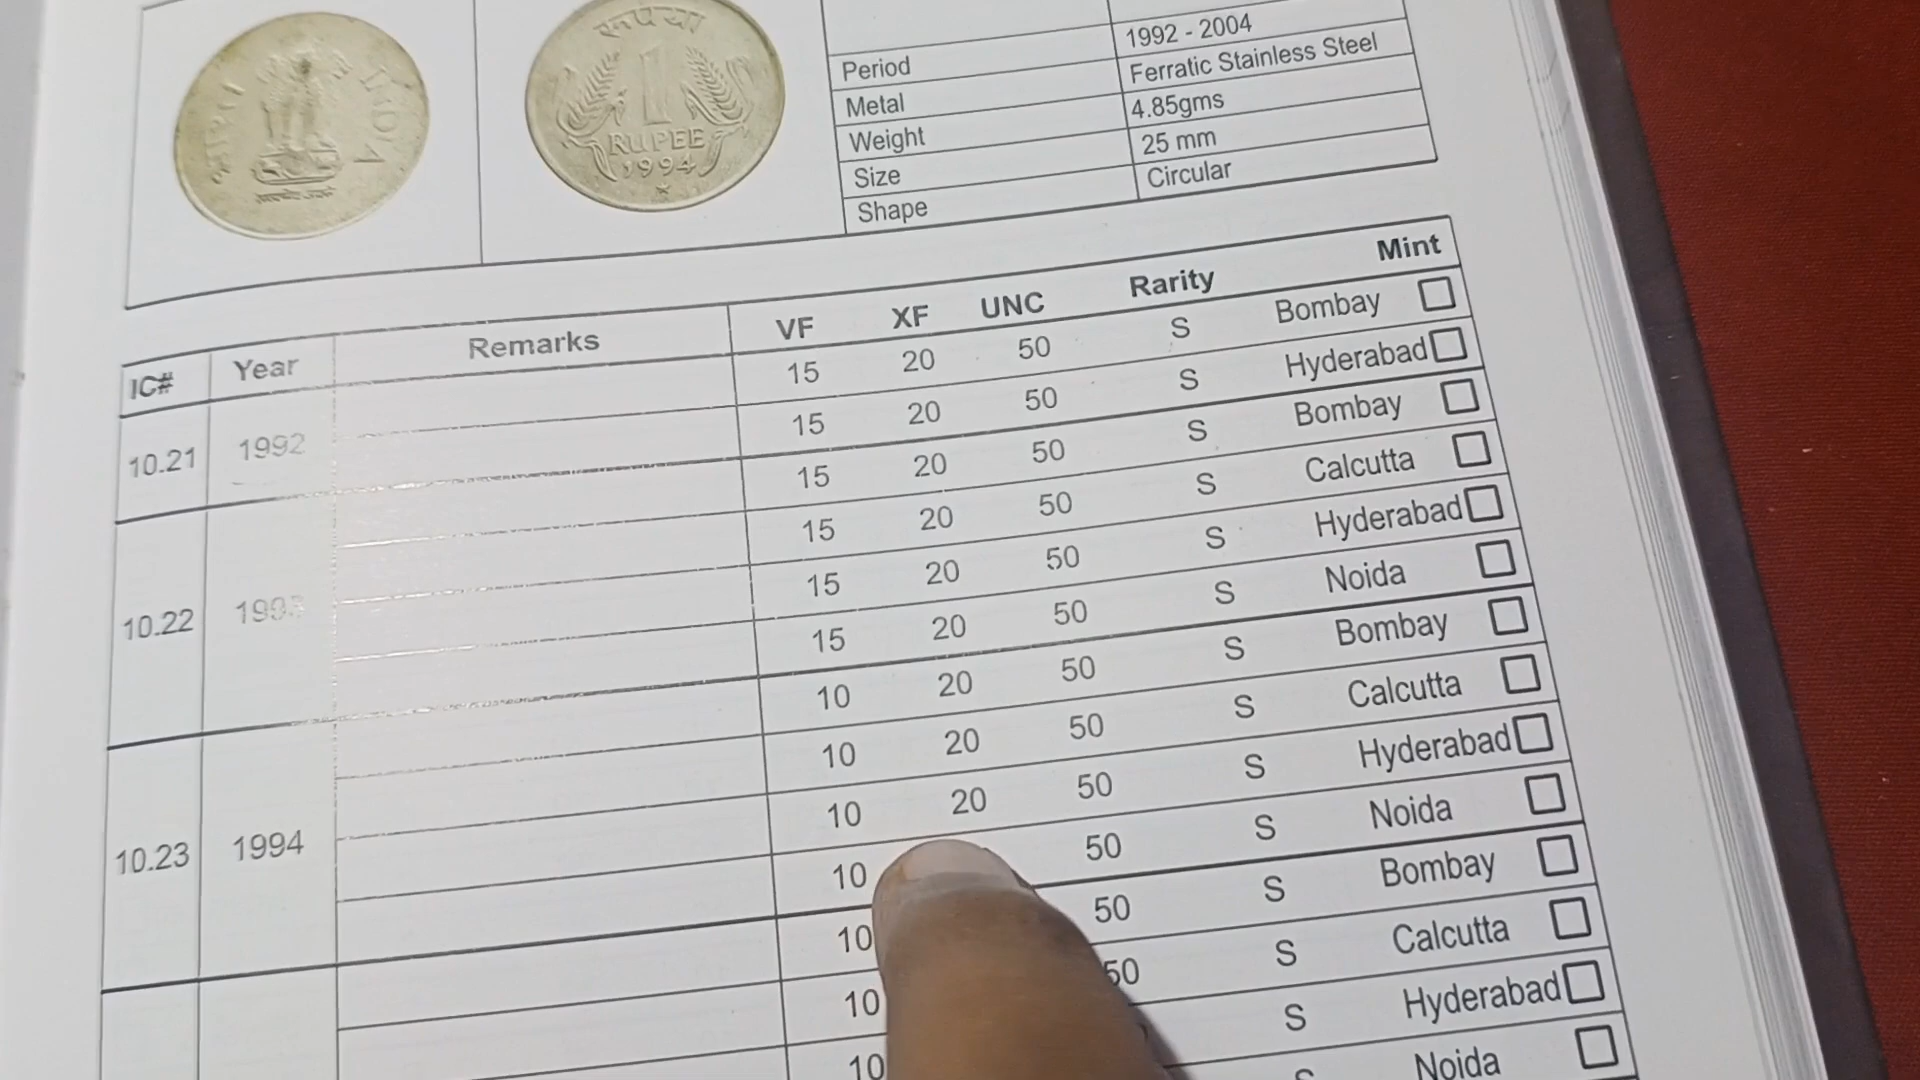 भारत INDIA
सत्यमेव जयते
रूपया
1
RUPEE
1994
Period 1992 - 2004
Metal Ferratic Stainless Steel
Weight 4.85gms
Size 25 mm
Shape Circular
IC# Year Remarks VF XF UNC Rarity Mint
10.21 1992 15 20 50 S Bombay
15 20 50 S Hyderabad
10.22 15 20 50 S Bombay
15 20 50 S Calcutta
15 20 50 S Hyderabad
15 20 50 S Noida
10.23 1994 10 20 50 S Bombay
10 20 50 S Calcutta
10 20 50 S Hyderabad
10 50 S Noida
10 50 S Bombay
10 50 S Calcutta
10 S Hyderabad
Noida